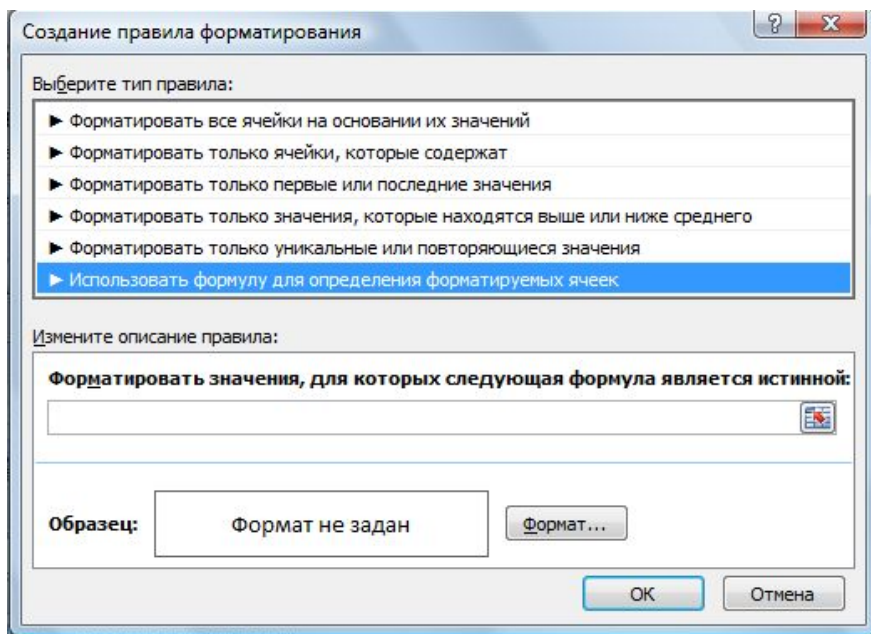 Создание правила форматирования
?
X
Выберите тип правила:
► Форматировать все ячейки на основании их значений
► Форматировать только ячейки, которые содержат
► Форматировать только первые или последние значения
► Форматировать только значения, которые находятся выше или ниже среднего
► Форматировать только уникальные или повторяющиеся значения
► Использовать формулу для определения форматируемых ячеек
Измените описание правила:
Форматировать значения, для которых следующая формула является истинной:
Образец:
Формат не задан
Формат...
ОК
Отмена